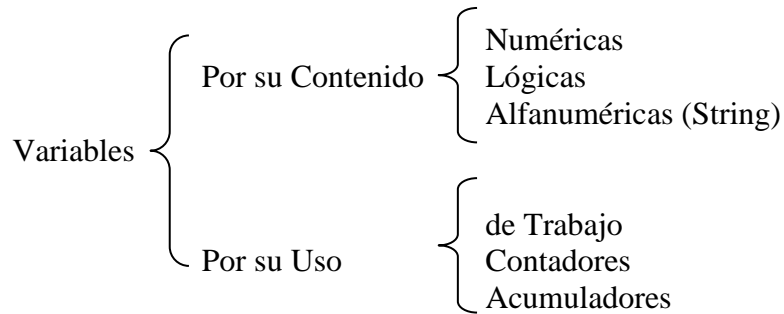 Variables
Por su Contenido
Numéricas
Lógicas
Alfanuméricas (String)
Por su Uso
de Trabajo
Contadores
Acumuladores